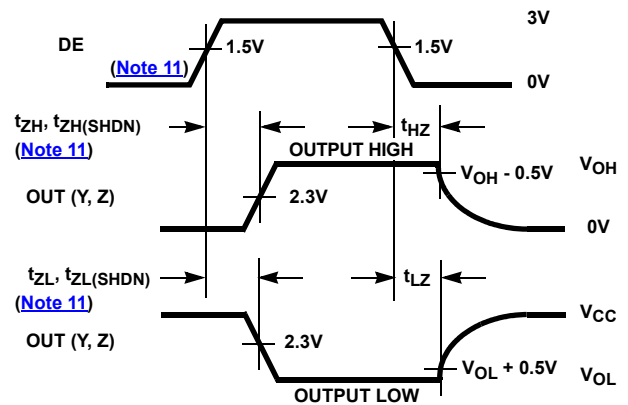 3V
DE
1.5V
1.5V
(Note 11)
0V
tZH, tZH(SHDN)
(Note 11)
tHZ
OUTPUT HIGH
VOH - 0.5V
VOH
OUT (Y, Z)
2.3V
0V
tZL, tZL(SHDN)
(Note 11)
tLZ
VCC
OUT (Y, Z)
2.3V
VOL + 0.5V
VOL
OUTPUT LOW